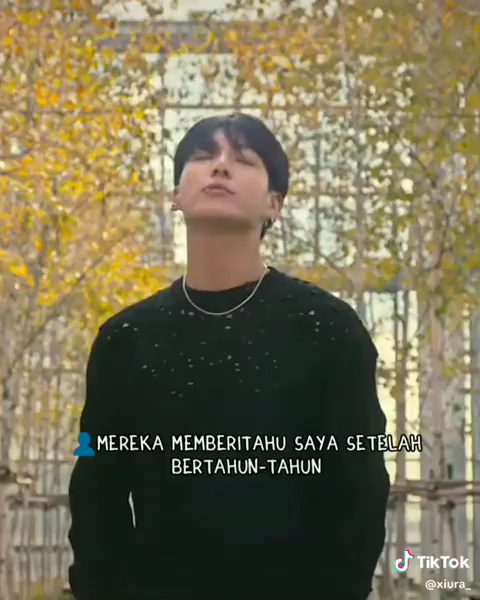 👤MEREKA MEMBERITAHU SAYA SETELAH
BERTAHUN-TAHUN
TikTok
@xiura_